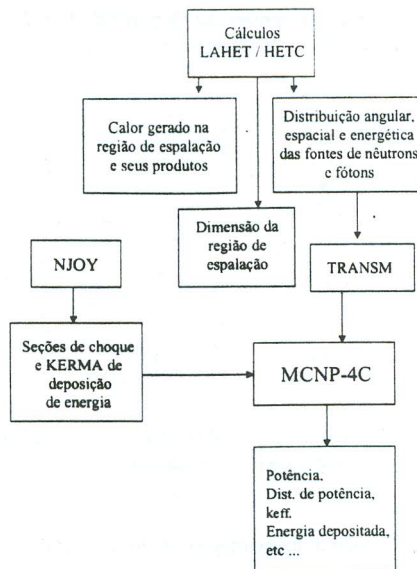 Cálculos
LAHET / HETC
Calor gerado na
região de espalação
e seus produtos
Distribuição angular,
espacial e energética
das fontes de nêutrons
e fótons
Dimensão da
região de
espalação
NJOY
TRANSM
Seções de choque
e KERMA de
deposição
de energia
MCNP-4C
Potência,
Dist. de potência,
keff.
Energia depositada,
etc ...